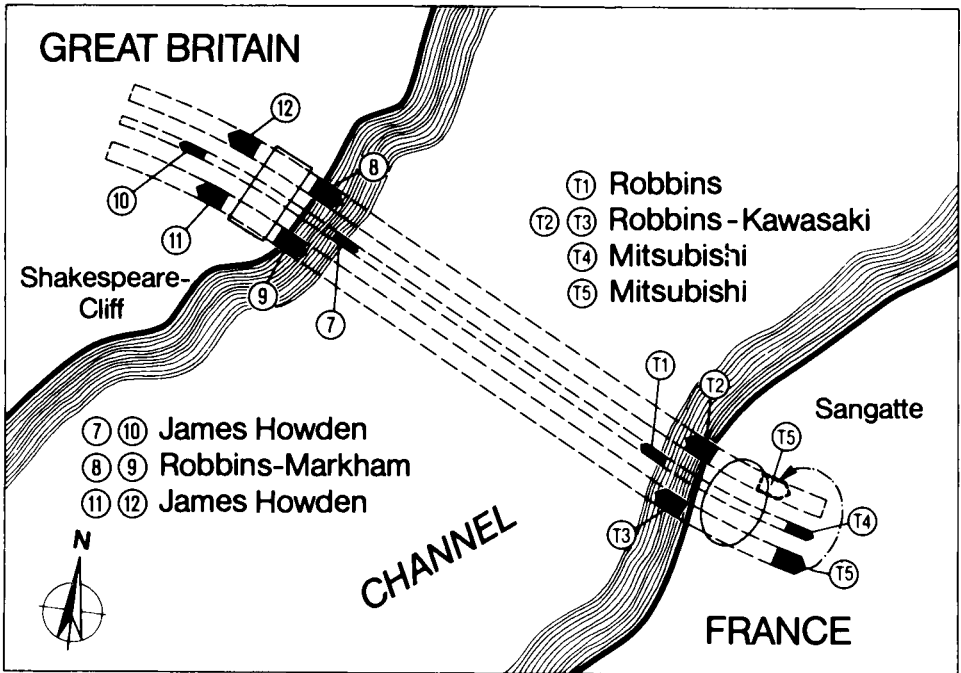 GREAT BRITAIN
12
8
10
11
Shakespeare-
Cliff
9
7
T1 Robbins
T2 T3 Robbins-Kawasaki
T4 Mitsubishi
T5 Mitsubishi
T1
T2
Sangatte
T5
T4
T3
T5
7 10 James Howden
8 9 Robbins-Markham
11 12 James Howden
N
CHANNEL
FRANCE